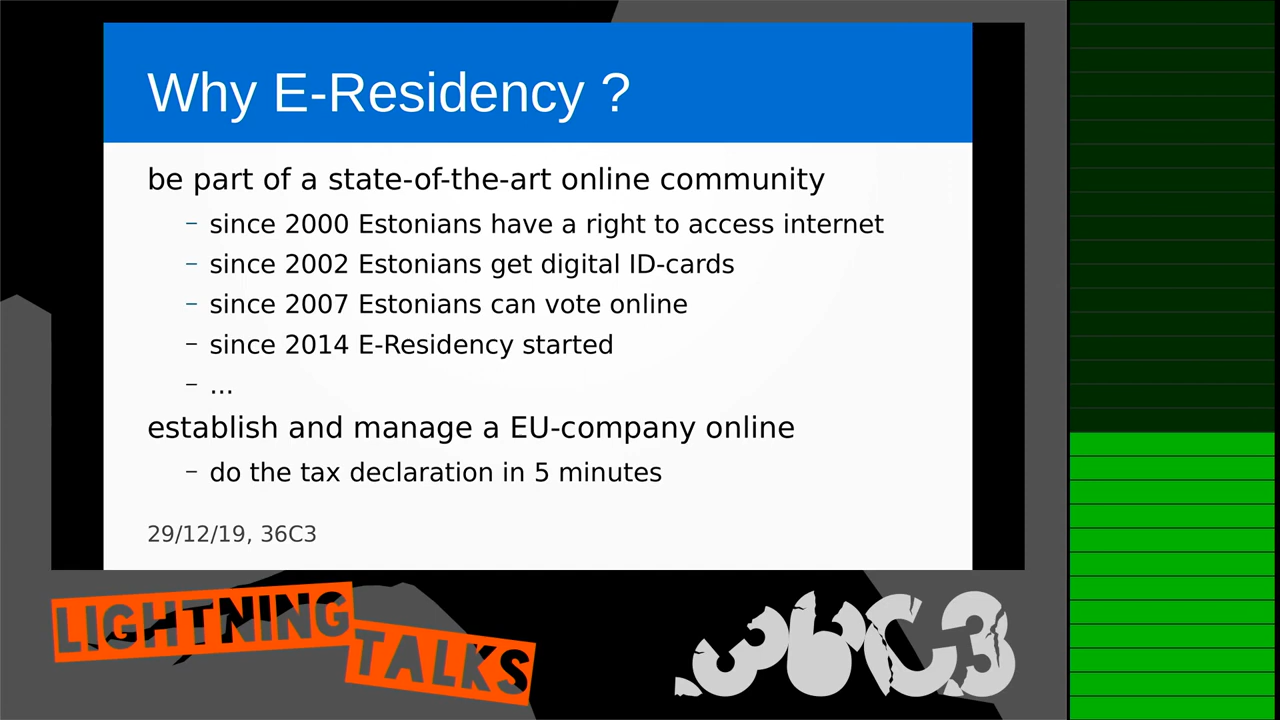 Why E-Residency ?
be part of a state-of-the-art online community
– since 2000 Estonians have a right to access internet
– since 2002 Estonians get digital ID-cards
– since 2007 Estonians can vote online
– since 2014 E-Residency started
– ...
establish and manage a EU-company online
– do the tax declaration in 5 minutes
29/12/19, 36C3
LIGHTNING
TALKS
36C3